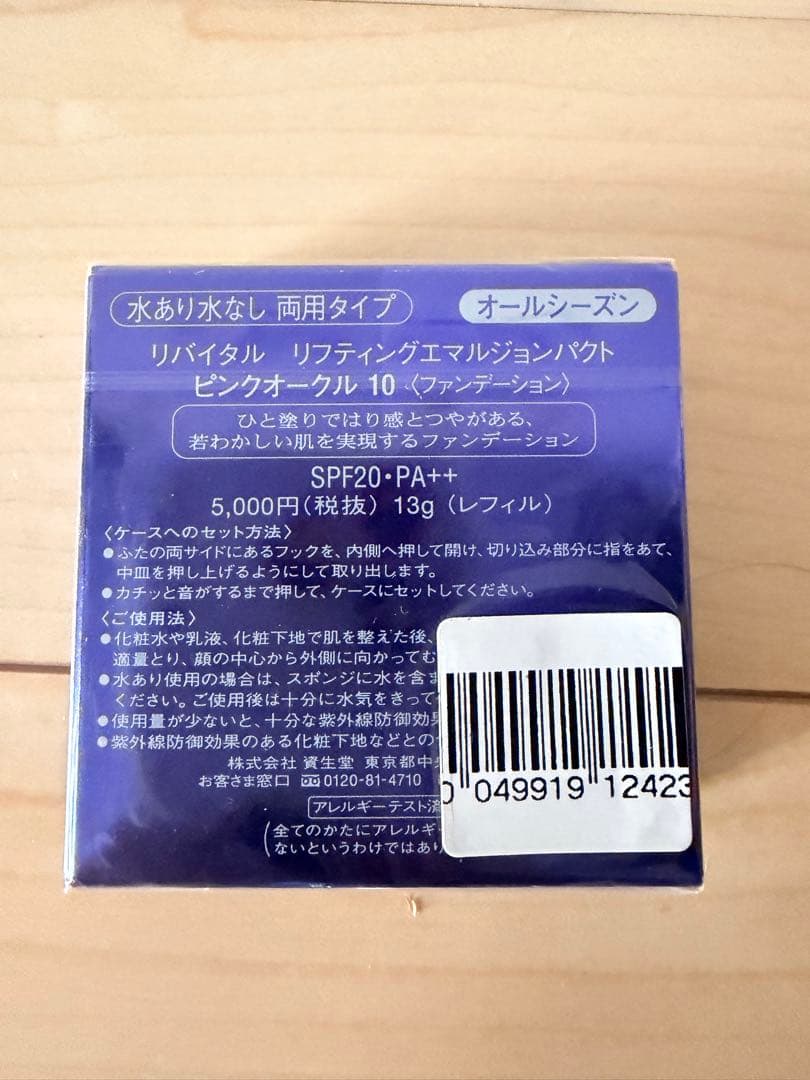 水あり水なし 両用タイプ オールシーズン
リバイタル リフティングエマルジョンパクト
ピンクオークル 10〈ファンデーション〉
ひと塗りではり感とつやがある、
若わかしい肌を実現するファンデーション
SPF20・PA++
5,000円(税抜) 13g(レフィル)
〈ケースへのセット方法〉
●ふたの両サイドにあるフックを、内側へ押して開け、切り込み部分に指をあて、
中皿を押し上げるようにして取り出します。
●カチッと音がするまで押して、ケースにセットしてください。
〈ご使用法〉
●化粧水や乳液、化粧下地で肌を整えた後、
適量とり、顔の中心から外側に向かってむ
●水あり使用の場合は、スポンジに水を含ま
ください。ご使用後は十分に水気をきって
●使用量が少ないと、十分な紫外線防御効果
●紫外線防御効果のある化粧下地などとの
株式会社 資生堂 東京都中央
お客さま窓口 0120-81-4710
アレルギーテスト済
(全てのかたにアレルギ
ないというわけではあり
049919 12423